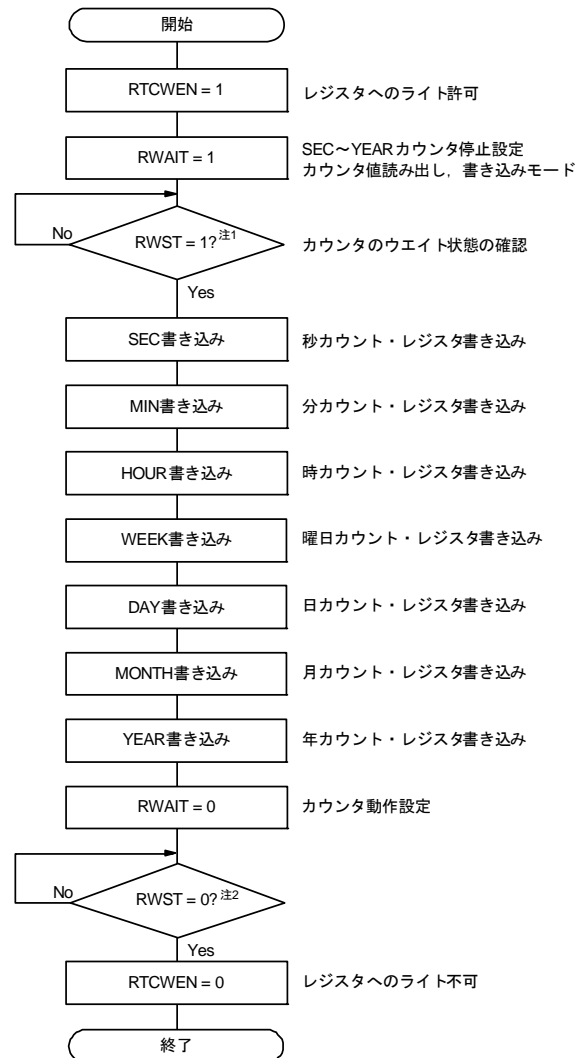 開始
RTCWEN = 1 レジスタへのライト許可
RWAIT = 1 SEC～YEARカウンタ停止設定
カウンタ値読み出し，書き込みモード
No RWST = 1?注1 カウンタのウエイト状態の確認
Yes
SEC書き込み 秒カウント・レジスタ書き込み
MIN書き込み 分カウント・レジスタ書き込み
HOUR書き込み 時カウント・レジスタ書き込み
WEEK書き込み 曜日カウント・レジスタ書き込み
DAY書き込み 日カウント・レジスタ書き込み
MONTH書き込み 月カウント・レジスタ書き込み
YEAR書き込み 年カウント・レジスタ書き込み
RWAIT = 0 カウンタ動作設定
No RWST = 0?注2
Yes
RTCWEN = 0 レジスタへのライト不可
終了